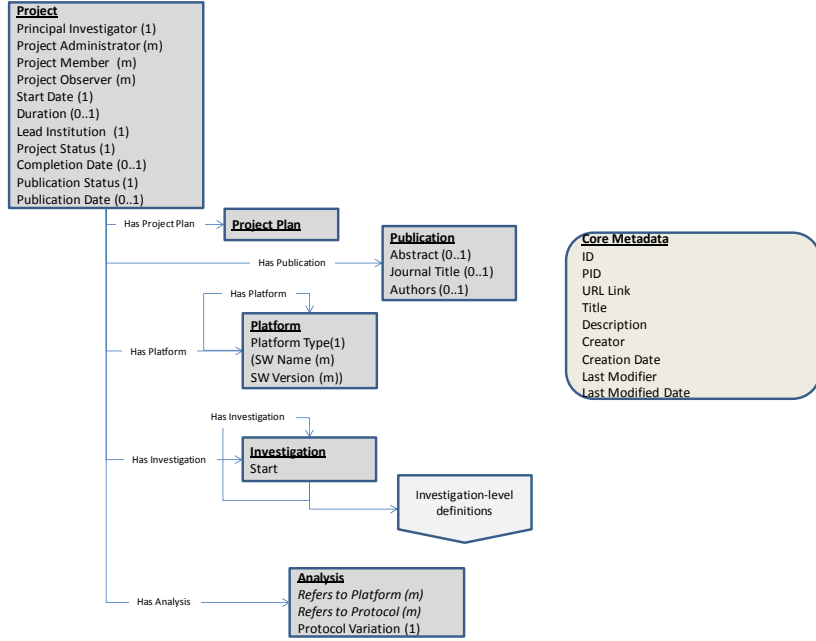 Project
Principal Investigator (1)
Project Administrator (m)
Project Member  (m)
Project Observer (m)
Start Date (1)
Duration (0..1)
Lead Institution  (1)
Project Status (1)
Completion Date (0..1)
Publication Status (1)
Publication Date (0..1)
Has Project Plan
Project Plan
Has Publication
Publication
Abstract (0..1)
Journal Title (0..1)
Authors (0..1)
Core Metadata
ID
PID
URL Link
Title
Description
Creator
Creation Date
Last Modifier
Last Modified Date
Has Platform
Has Platform
Platform
Platform Type(1)
(SW Name (m)
SW Version (m))
Has Investigation
Has Investigation
Investigation
Start
Investigation-level
definitions
Has Analysis
Analysis
Refers to Platform (m)
Refers to Protocol (m)
Protocol Variation (1)